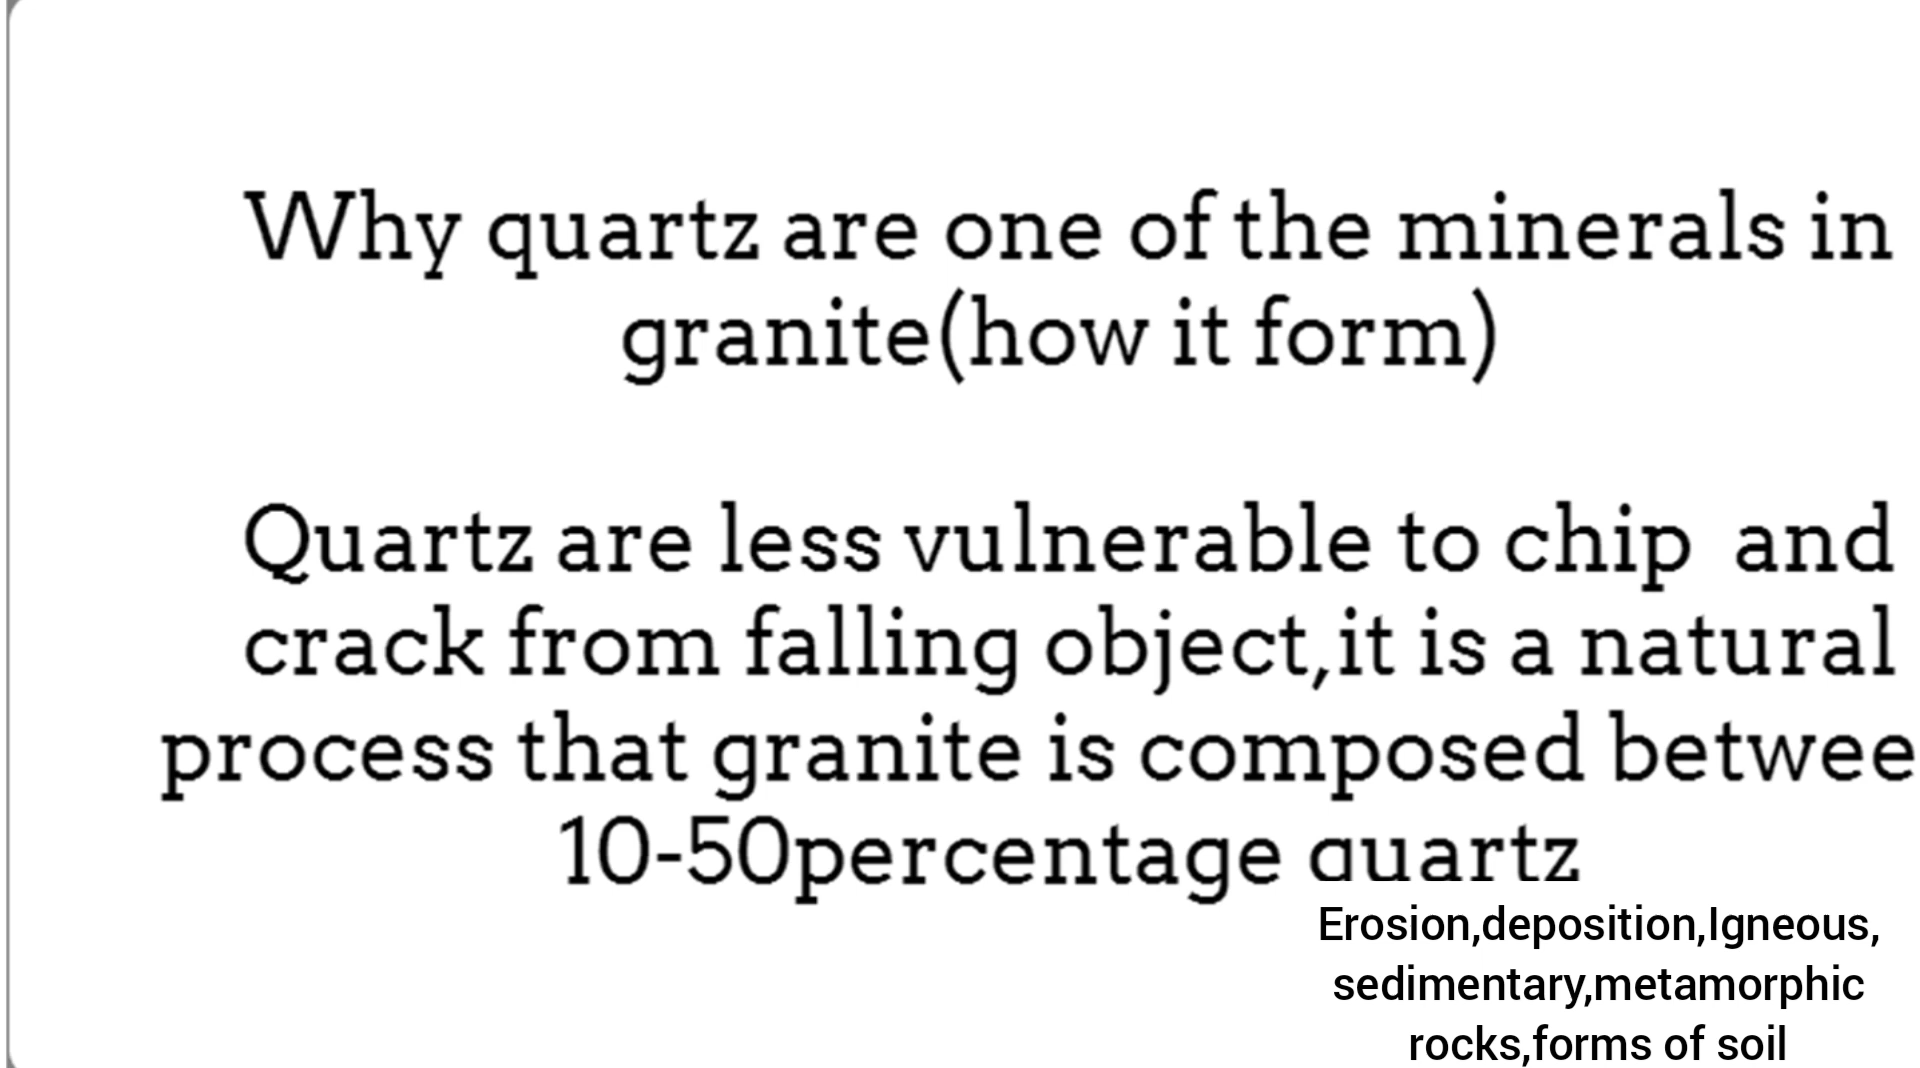 Why quartz are one of the minerals in
granite(how it form)
Quartz are less vulnerable to chip  and
crack from falling object,it is a natural
process that granite is composed betwee
10-50percentage quartz
Erosion,deposition,Igneous,
sedimentary,metamorphic
rocks,forms of soil